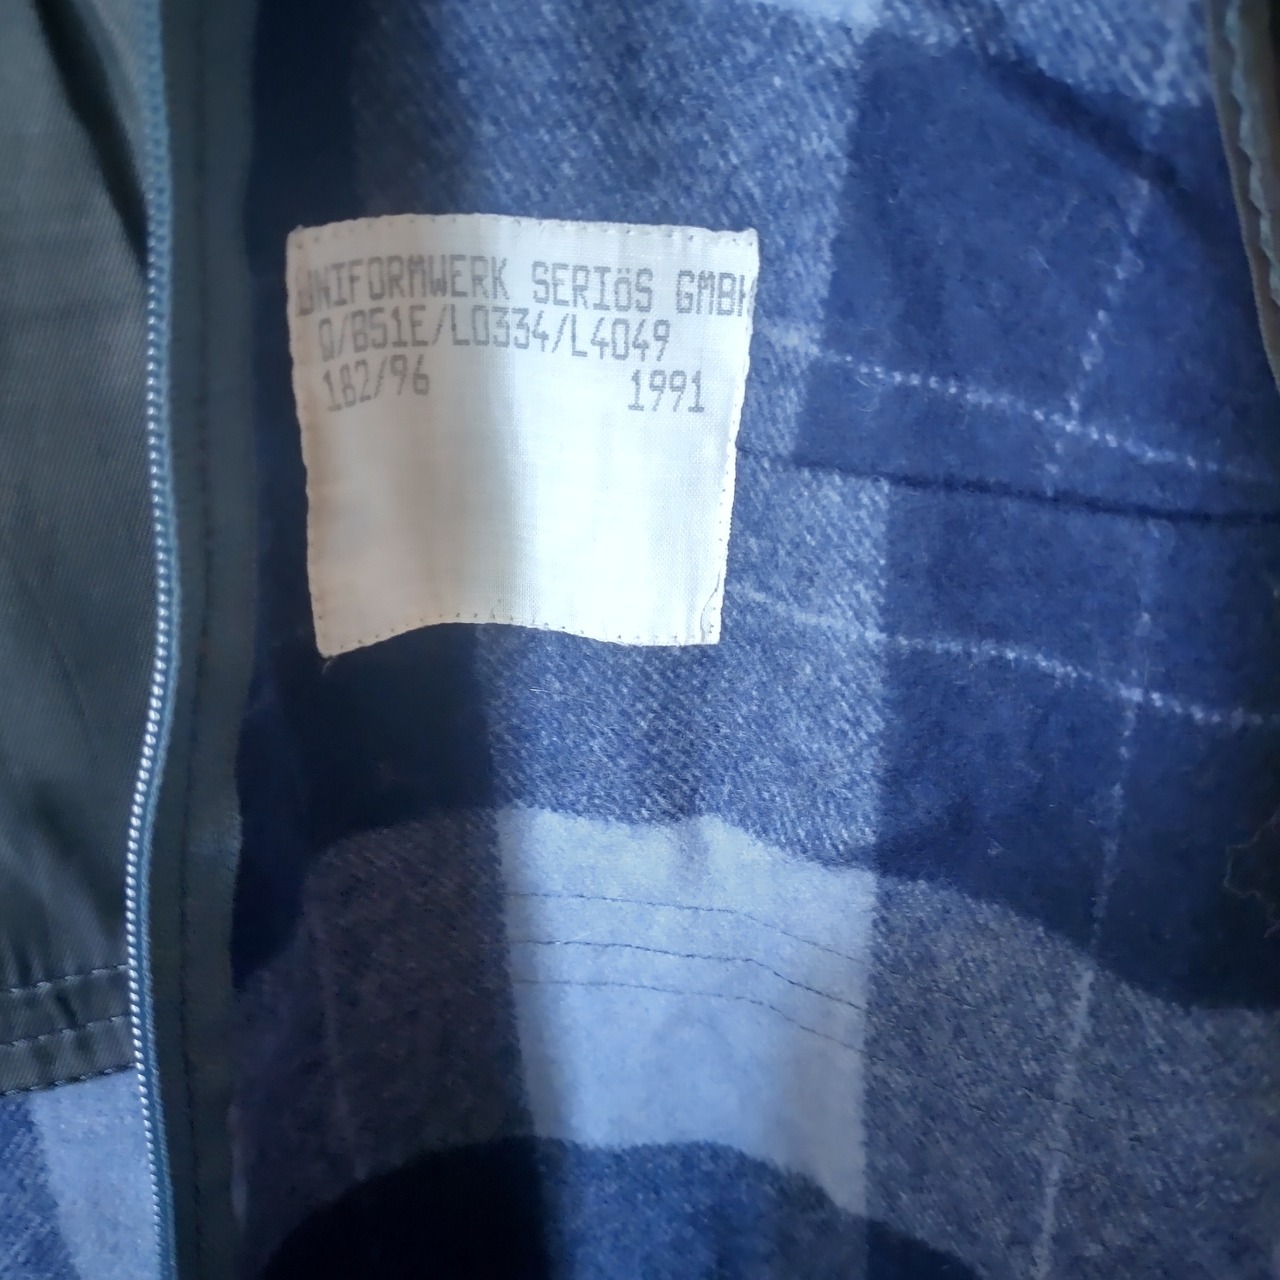 UNIFORMWERK SERIöS GMBH
Q/B51E/L0334/L4049
182/96 1991